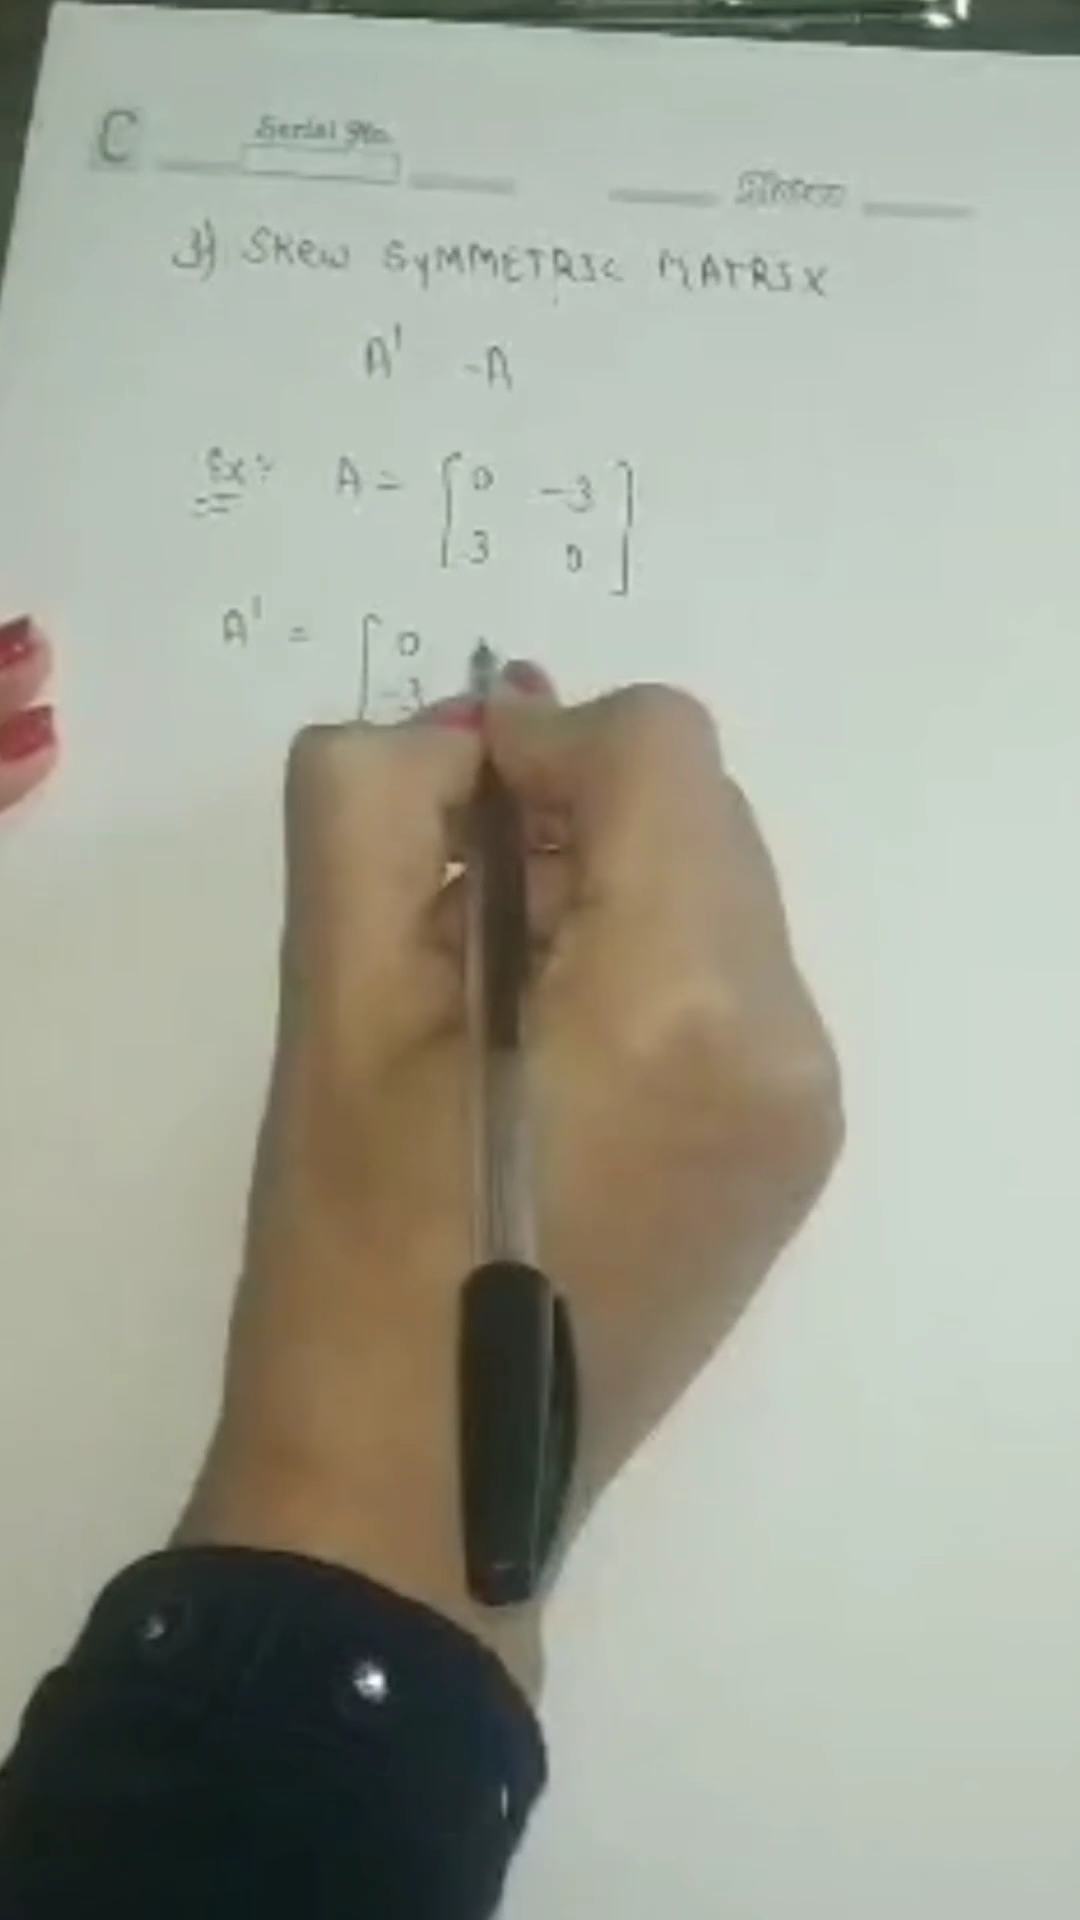 C
Serial No.
3) SKEW SYMMETRIC MATRIX
A' -A
Ex:- A = [ 0 -3
3 0 ]
A' = [ 0
-3